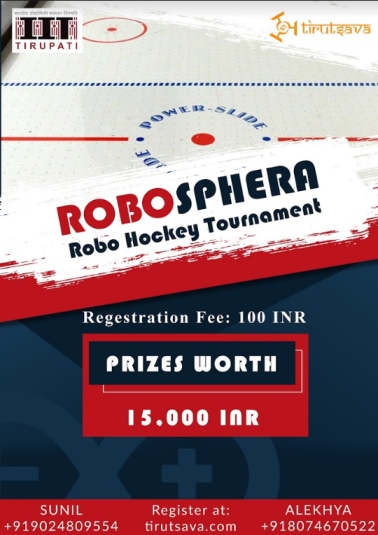 TIRUPATI
tirutsava
POWER-SLIDE
ROBOSPHERA
Robo Hockey Tournament
Regestration Fee: 100 INR
PRIZES WORTH
15,000 INR
SUNIL
+919024809554
Register at:
tirutsava.com
ALEKHYA
+918074670522